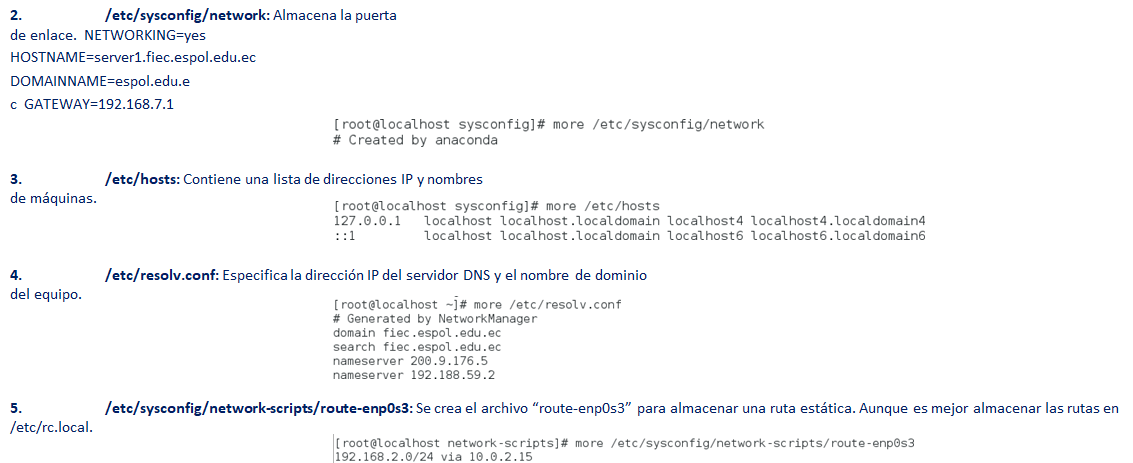 2. /etc/sysconfig/network: Almacena la puerta
de enlace. NETWORKING=yes
HOSTNAME=server1.fiec.espol.edu.ec
DOMAINNAME=espol.edu.e
c GATEWAY=192.168.7.1
[root@localhost sysconfig]# more /etc/sysconfig/network
# Created by anaconda
3. /etc/hosts: Contiene una lista de direcciones IP y nombres
de máquinas.
[root@localhost sysconfig]# more /etc/hosts
127.0.0.1 localhost localhost.localdomain localhost4 localhost4.localdomain4
::1 localhost localhost.localdomain localhost6 localhost6.localdomain6
4. /etc/resolv.conf: Especifica la dirección IP del servidor DNS y el nombre de dominio
del equipo.
[root@localhost ~]# more /etc/resolv.conf
# Generated by NetworkManager
domain fiec.espol.edu.ec
search fiec.espol.edu.ec
nameserver 200.9.176.5
nameserver 192.188.59.2
5. /etc/sysconfig/network-scripts/route-enp0s3: Se crea el archivo “route-enp0s3” para almacenar una ruta estática. Aunque es mejor almacenar las rutas en
/etc/rc.local.
[root@localhost network-scripts]# more /etc/sysconfig/network-scripts/route-enp0s3
192.168.2.0/24 via 10.0.2.15